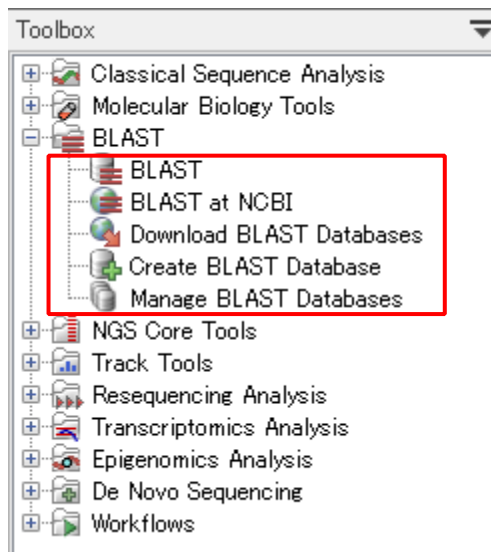 Toolbox
Classical Sequence Analysis
Molecular Biology Tools
BLAST
BLAST
BLAST at NCBI
Download BLAST Databases
Create BLAST Database
Manage BLAST Databases
NGS Core Tools
Track Tools
Resequencing Analysis
Transcriptomics Analysis
Epigenomics Analysis
De Novo Sequencing
Workflows